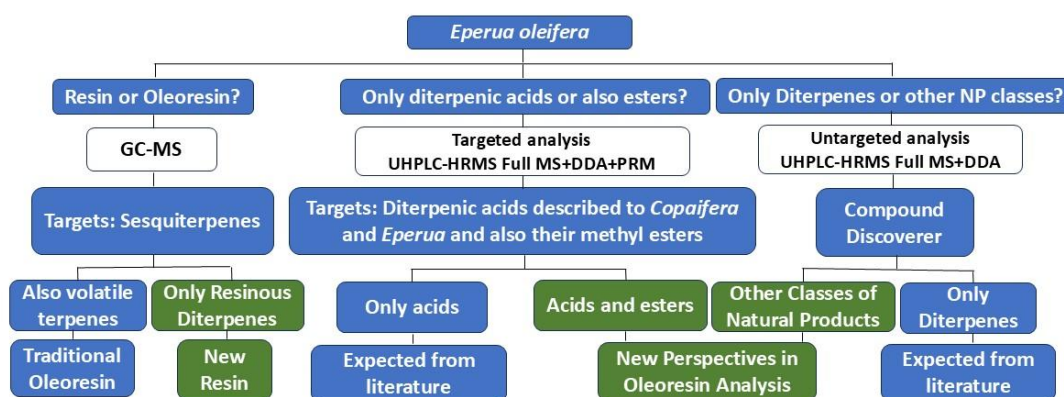 Eperua oleifera
Resin or Oleoresin?
Only diterpenic acids or also esters?
Only Diterpenes or other NP classes?
GC-MS
Targeted analysis
UHPLC-HRMS Full MS+DDA+PRM
Untargeted analysis
UHPLC-HRMS Full MS+DDA
Targets: Sesquiterpenes
Targets: Diterpenic acids described to Copaifera
and Eperua and also their methyl esters
Compound
Discoverer
Also volatile
terpenes
Only Resinous
Diterpenes
Only acids
Acids and esters
Other Classes of
Natural Products
Only
Diterpenes
Traditional
Oleoresin
New
Resin
Expected from
literature
New Perspectives in
Oleoresin Analysis
Expected from
literature